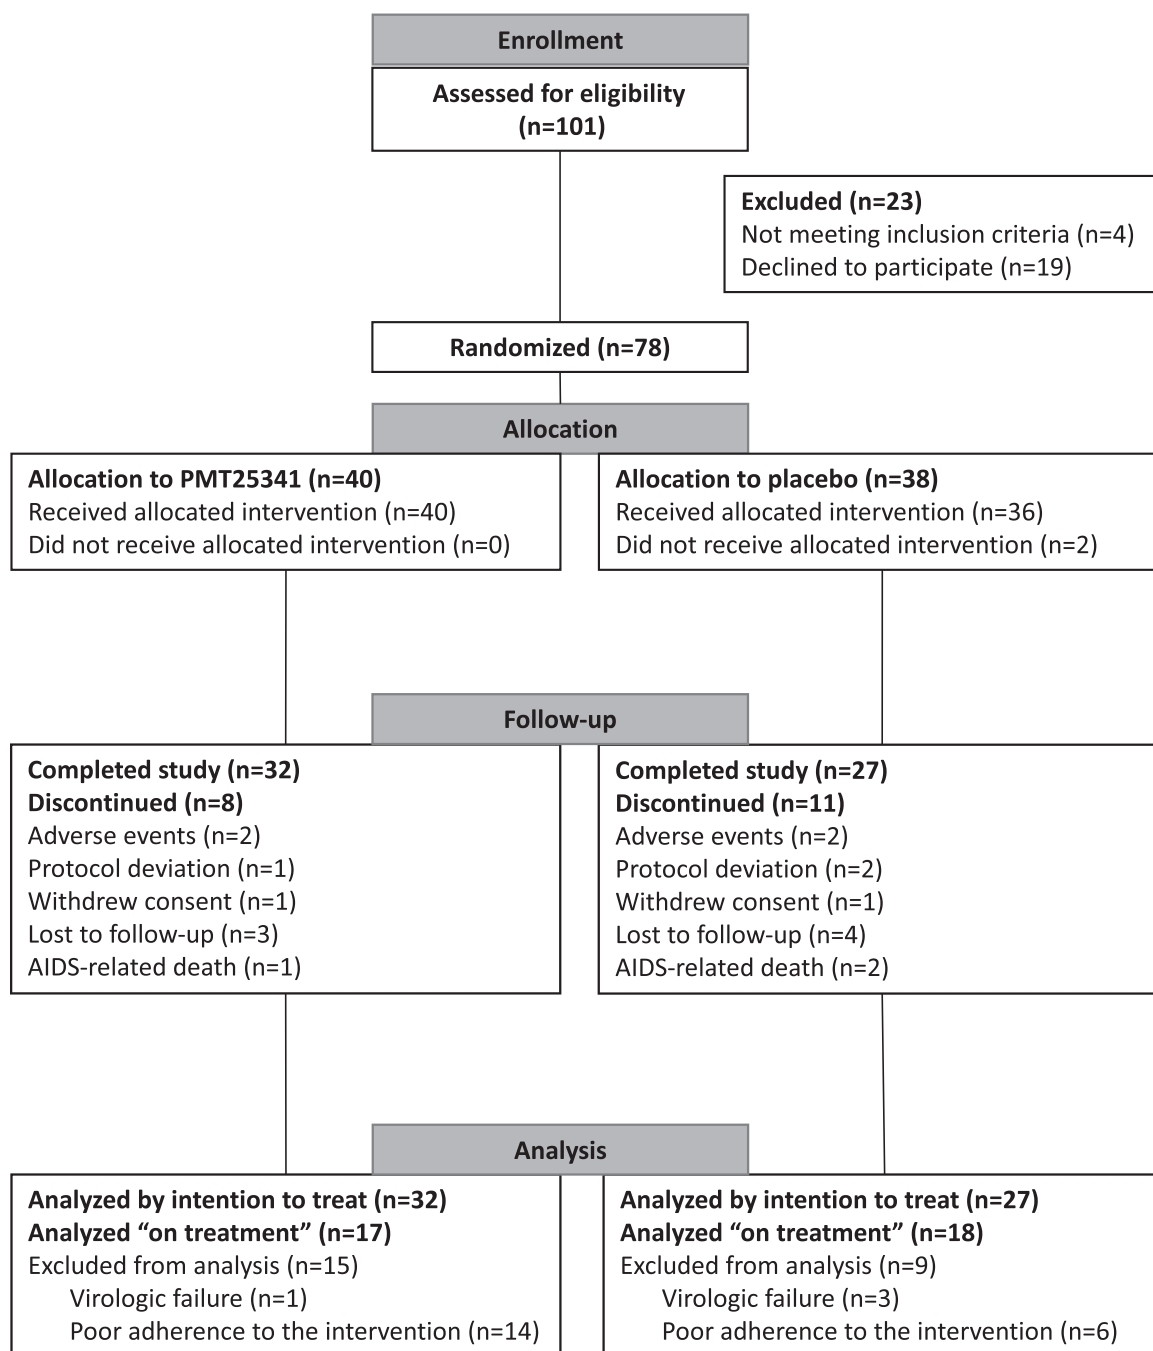 Enrollment
Assessed for eligibility
(n=101)
Excluded (n=23)
Not meeting inclusion criteria (n=4)
Declined to participate (n=19)
Randomized (n=78)
Allocation
Allocation to PMT25341 (n=40)
Received allocated intervention (n=40)
Did not receive allocated intervention (n=0)
Allocation to placebo (n=38)
Received allocated intervention (n=36)
Did not receive allocated intervention (n=2)
Follow-up
Completed study (n=32)
Discontinued (n=8)
Adverse events (n=2)
Protocol deviation (n=1)
Withdrew consent (n=1)
Lost to follow-up (n=3)
AIDS-related death (n=1)
Completed study (n=27)
Discontinued (n=11)
Adverse events (n=2)
Protocol deviation (n=2)
Withdrew consent (n=1)
Lost to follow-up (n=4)
AIDS-related death (n=2)
Analysis
Analyzed by intention to treat (n=32)
Analyzed “on treatment” (n=17)
Excluded from analysis (n=15)
Virologic failure (n=1)
Poor adherence to the intervention (n=14)
Analyzed by intention to treat (n=27)
Analyzed “on treatment” (n=18)
Excluded from analysis (n=9)
Virologic failure (n=3)
Poor adherence to the intervention (n=6)